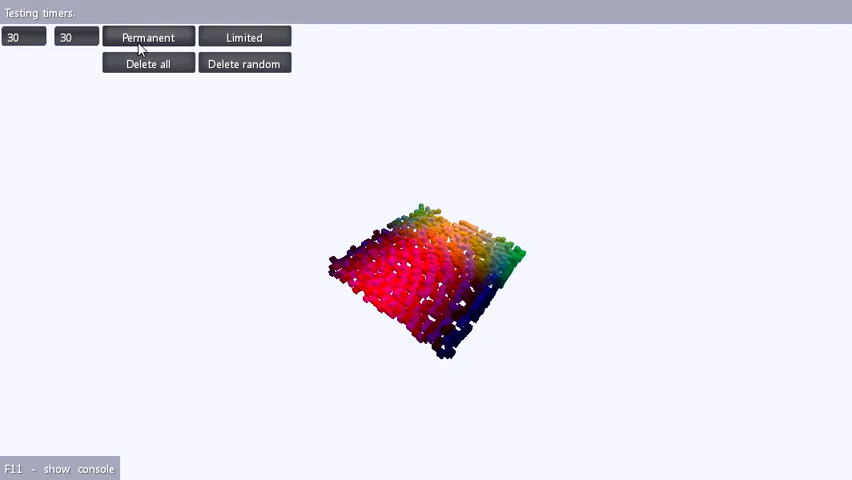 Testing timers.
30 30 Permanent Limited
Delete all Delete random
F11 - show console